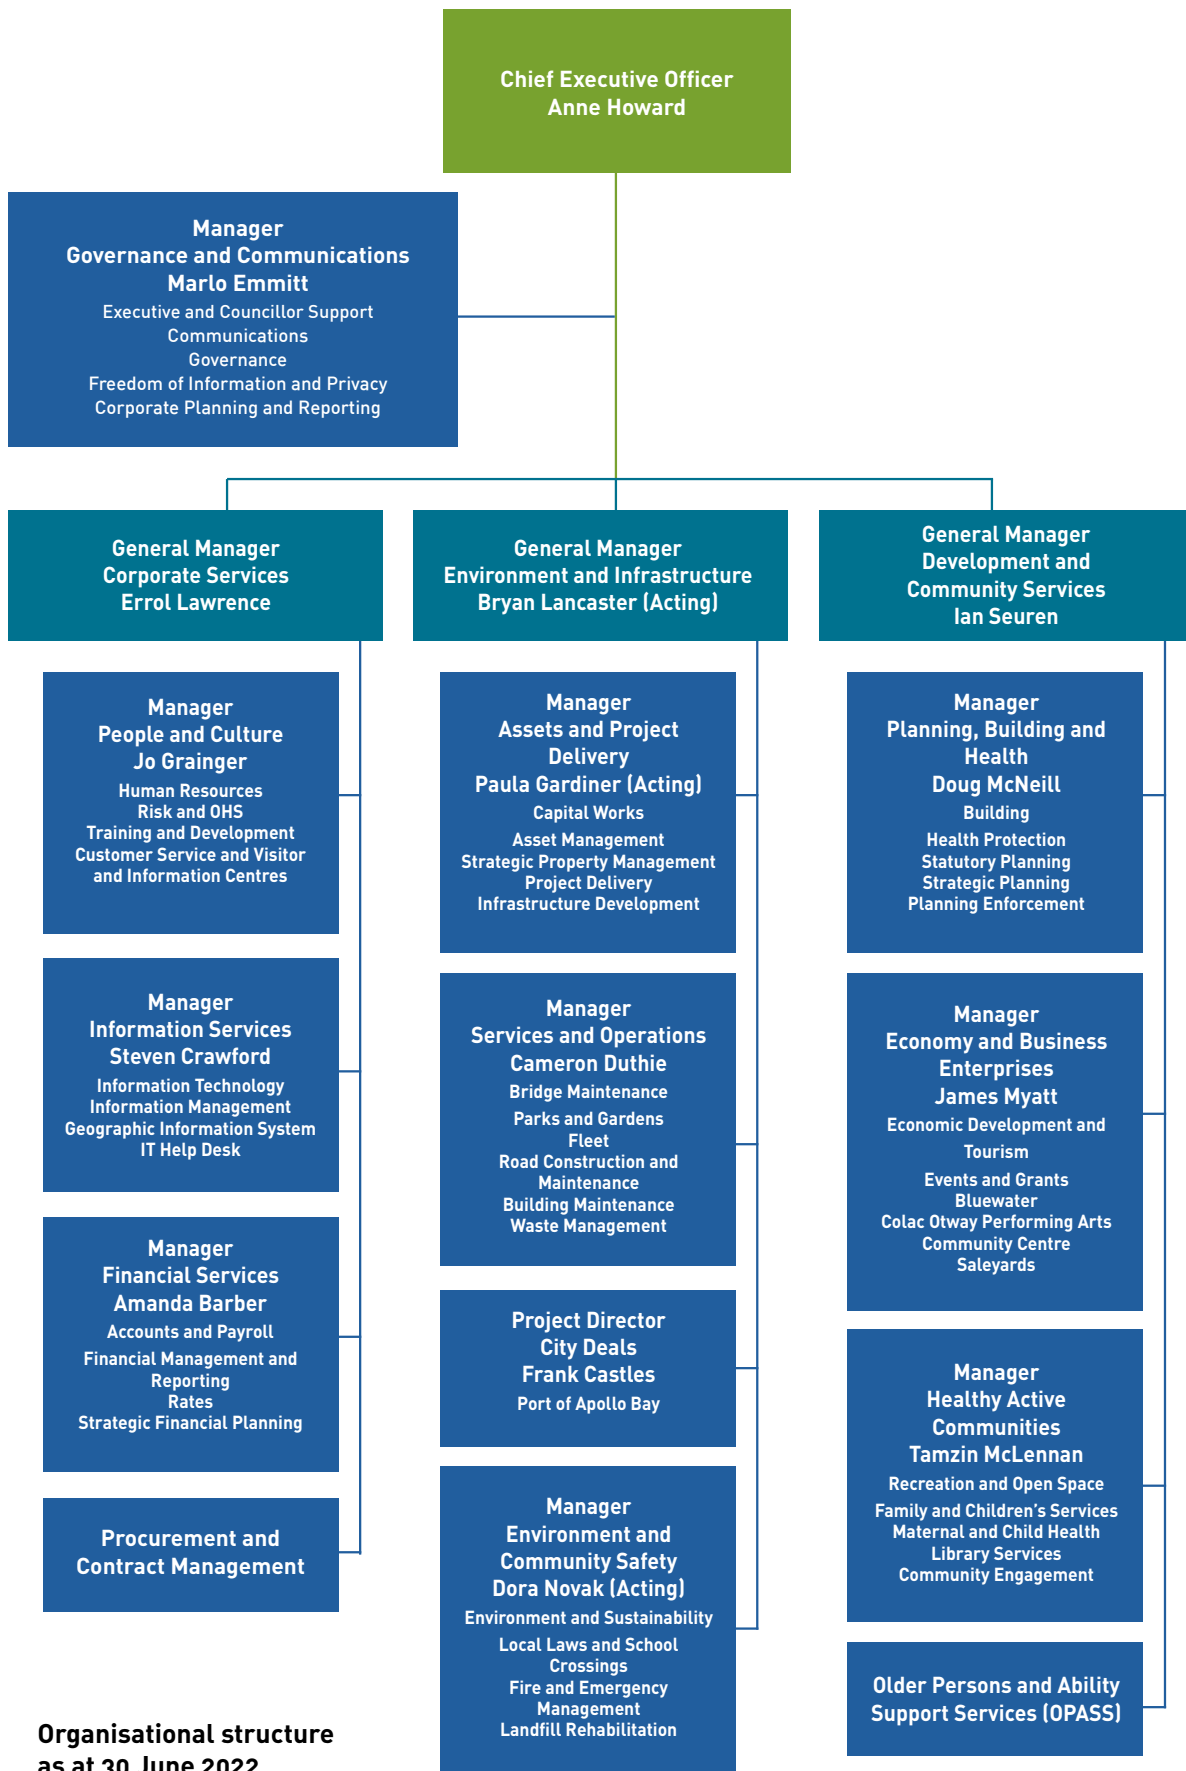 Chief Executive Officer
Anne Howard
Manager
Governance and Communications
Marlo Emmitt
Executive and Councillor Support
Communications
Governance
Freedom of Information and Privacy
Corporate Planning and Reporting
General Manager
Corporate Services
Errol Lawrence
Manager
People and Culture
Jo Grainger
Human Resources
Risk and OHS
Training and Development
Customer Service and Visitor
and Information Centres
Manager
Information Services
Steven Crawford
Information Technology
Information Management
Geographic Information System
IT Help Desk
Manager
Financial Services
Amanda Barber
Accounts and Payroll
Financial Management and
Reporting
Rates
Strategic Financial Planning
Procurement and
Contract Management
General Manager
Environment and Infrastructure
Bryan Lancaster (Acting)
Manager
Assets and Project
Delivery
Paula Gardiner (Acting)
Capital Works
Asset Management
Strategic Property Management
Project Delivery
Infrastructure Development
Manager
Services and Operations
Cameron Duthie
Bridge Maintenance
Parks and Gardens
Fleet
Road Construction and
Maintenance
Building Maintenance
Waste Management
Project Director
City Deals
Frank Castles
Port of Apollo Bay
Manager
Environment and
Community Safety
Dora Novak (Acting)
Environment and Sustainability
Local Laws and School
Crossings
Fire and Emergency
Management
Landfill Rehabilitation
General Manager
Development and
Community Services
Ian Seuren
Manager
Planning, Building and
Health
Doug McNeill
Building
Health Protection
Statutory Planning
Strategic Planning
Planning Enforcement
Manager
Economy and Business
Enterprises
James Myatt
Economic Development and
Tourism
Events and Grants
Bluewater
Colac Otway Performing Arts
Community Centre
Saleyards
Manager
Healthy Active
Communities
Tamzin McLennan
Recreation and Open Space
Family and Children's Services
Maternal and Child Health
Library Services
Community Engagement
Older Persons and Ability
Support Services (OPASS)
Organisational structure
as at 30 June 2022